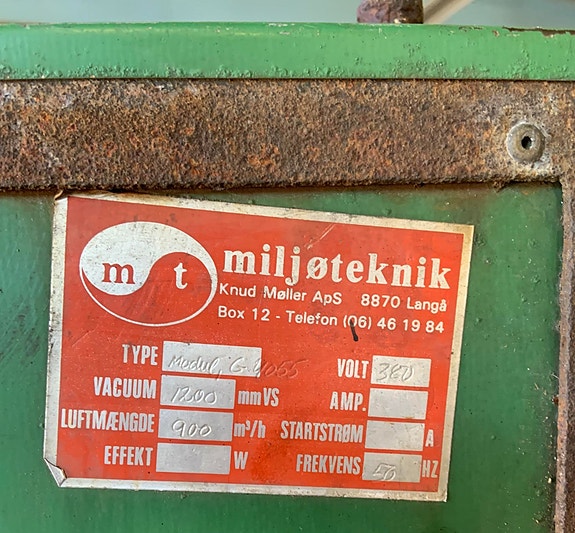 m t
miljøteknik
Knud Møller ApS 8870 Langå
Box 12 - Telefon (06) 46 19 84
TYPE Modul, G-4055 VOLT 380
VACUUM 1200 mmVS AMP.
LUFTMÆNGDE 900 m³/h STARTSTRØM A
EFFEKT W FREKVENS 50 HZ